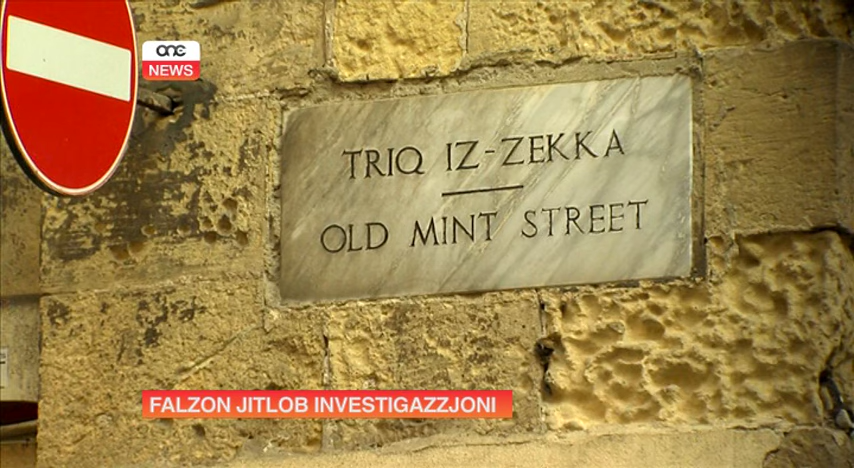 one
NEWS
TRIQ IZ-ZEKKA
OLD MINT STREET
FALZON JITLOB INVESTIGAZZJONI